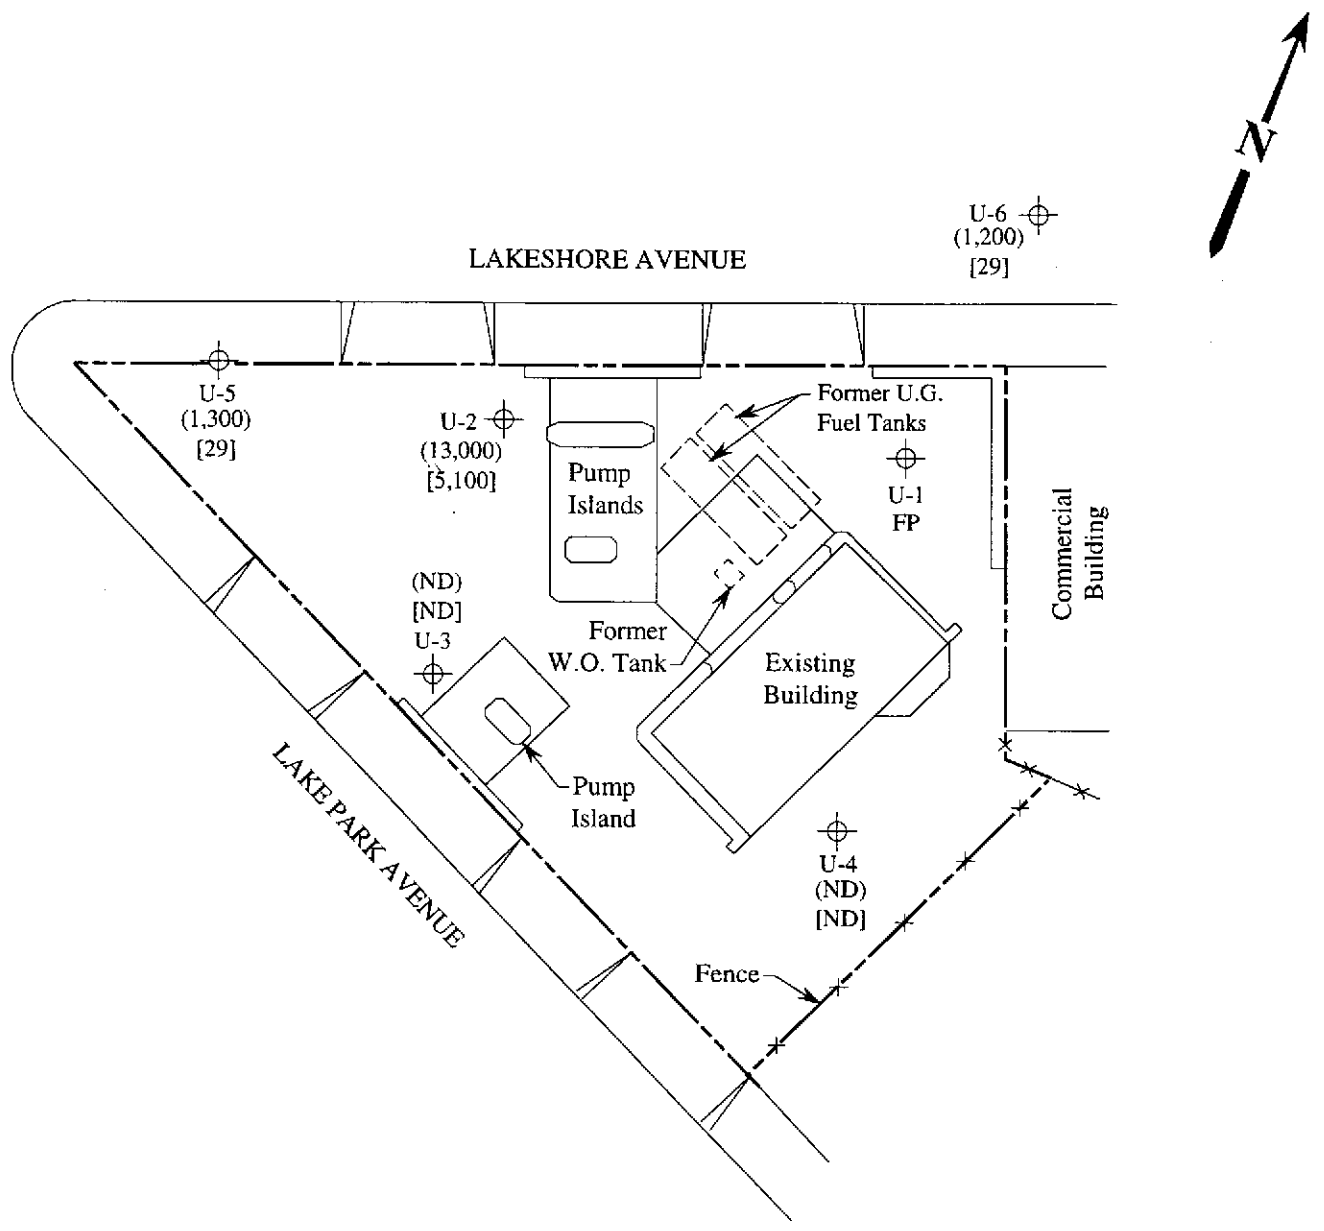 N
U-6
(1,200)
[29]
LAKESHORE AVENUE
U-5
(1,300)
[29]
U-2
(13,000)
[5,100]
Pump
Islands
Former U.G.
Fuel Tanks
U-1
FP
Commercial
Building
(ND)
[ND]
U-3
Former
W.O. Tank
Existing
Building
Pump
Island
LAKE PARK AVENUE
U-4
(ND)
[ND]
Fence